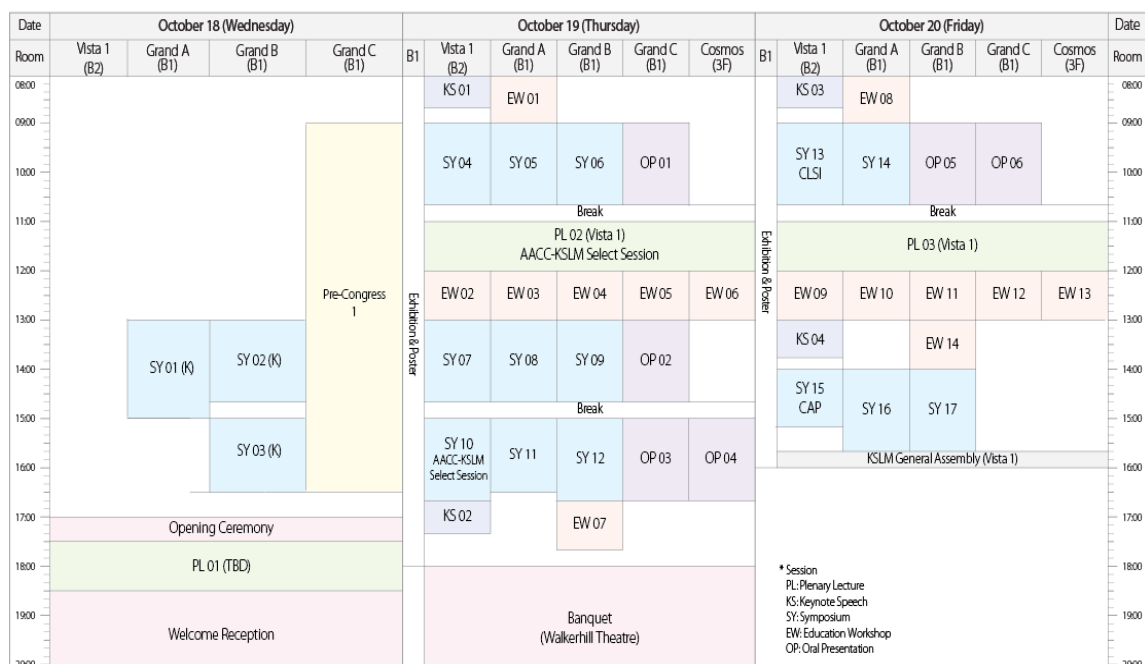 Date October 18 (Wednesday) October 19 (Thursday) October 20 (Friday) Date
Room Vista 1 (B2) Grand A (B1) Grand B (B1) Grand C (B1) B1 Vista 1 (B2) Grand A (B1) Grand B (B1) Grand C (B1) Cosmos (3F) B1 Vista 1 (B2) Grand A (B1) Grand B (B1) Grand C (B1) Room
08:00 KS 01 EW 01 KS 03 EW 08 08:00
09:00 09:00
SY 04 SY 05 SY 06 OP 01 SY 13 CLSI SY 14 OP 05 OP 06
10:00 10:00
Break Break
11:00 11:00
PL 02 (Vista 1) PL 03 (Vista 1)
AACC-KSLM Select Session
12:00 12:00
Exhibition & Poster Exhibition & Poster
Pre-Congress 1
EW 02 EW 03 EW 04 EW 05 EW 06 EW 09 EW 10 EW 11 EW 12 EW 13
13:00 13:00
SY 01 (K) SY 02 (K) SY 07 SY 08 SY 09 OP 02 KS 04 EW 14
14:00 14:00
SY 15 CAP SY 16 SY 17
Break
15:00 15:00
SY 03 (K) SY 10 AACC-KSLM Select Session SY 11 SY 12 OP 03 OP 04
KSLM General Assembly (Vista 1)
16:00 16:00
17:00 KS 02 EW 07 17:00
Opening Ceremony
PL 01 (TBD)
18:00 18:00
19:00 19:00
Welcome Reception
Banquet
(Walkerhill Theatre)
* Session
PL: Plenary Lecture
KS: Keynote Speech
SY: Symposium
EW: Education Workshop
OP: Oral Presentation